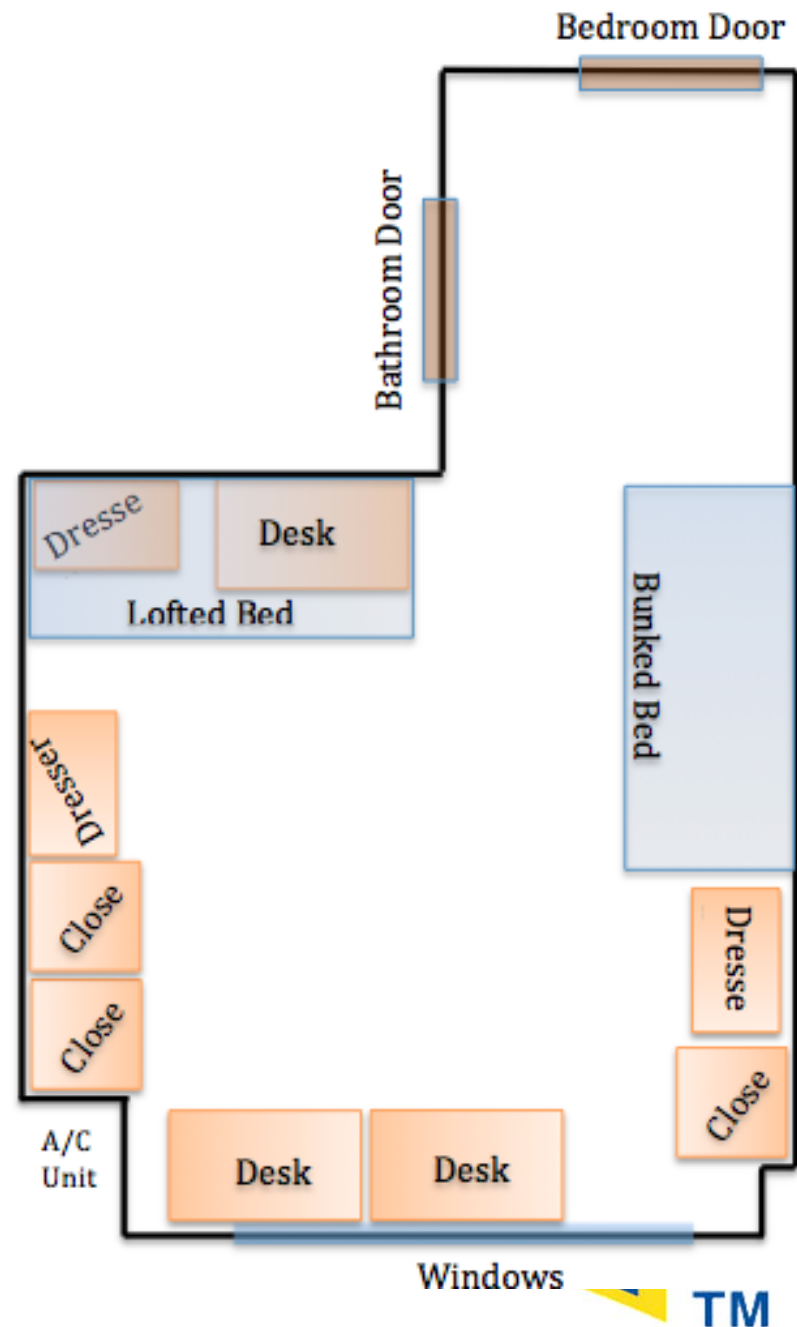 Bedroom Door
Bathroom Door
Dresse
Desk
Lofted Bed
Bunked Bed
Dresser
Close
Close
Dresse
Close
A/C
Unit
Desk
Desk
Windows
TM